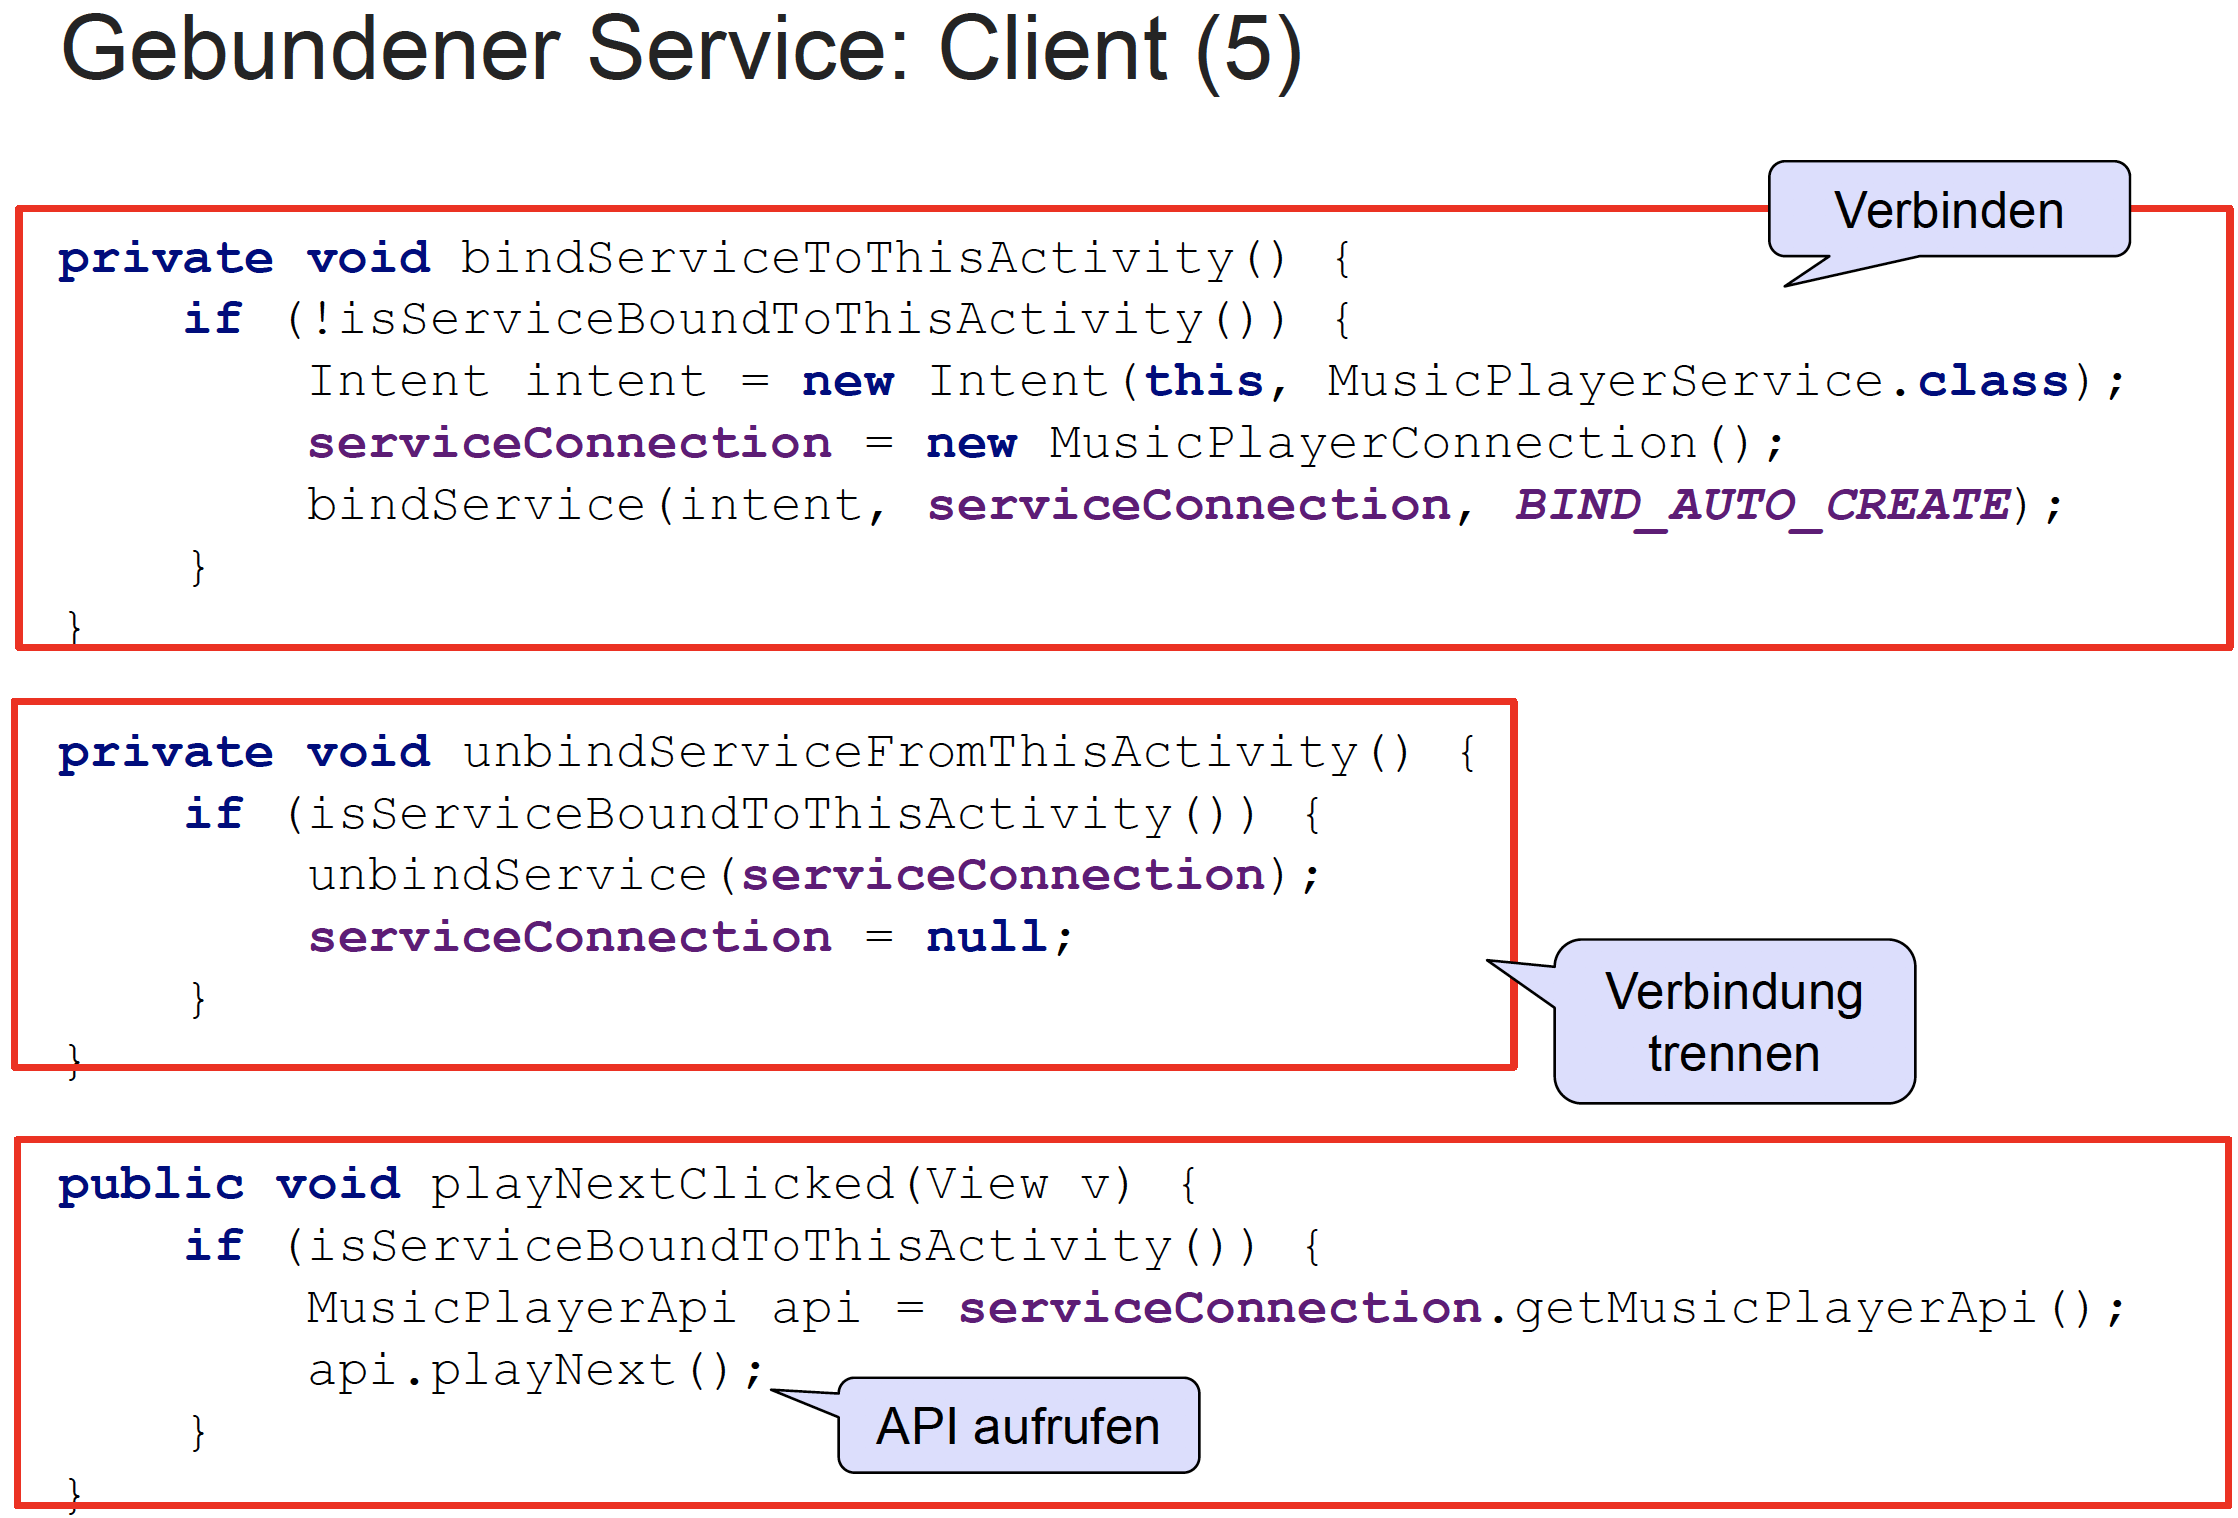 Gebundener Service: Client (5)
Verbinden
private void bindServiceToThisActivity() {
    if (!isServiceBoundToThisActivity()) {
        Intent intent = new Intent(this, MusicPlayerService.class);
        serviceConnection = new MusicPlayerConnection();
        bindService(intent, serviceConnection, BIND_AUTO_CREATE);
    }
}
private void unbindServiceFromThisActivity() {
    if (isServiceBoundToThisActivity()) {
        unbindService(serviceConnection);
        serviceConnection = null;
    }
}
Verbindung
trennen
public void playNextClicked(View v) {
    if (isServiceBoundToThisActivity()) {
        MusicPlayerApi api = serviceConnection.getMusicPlayerApi();
        api.playNext();
    }
}
API aufrufen